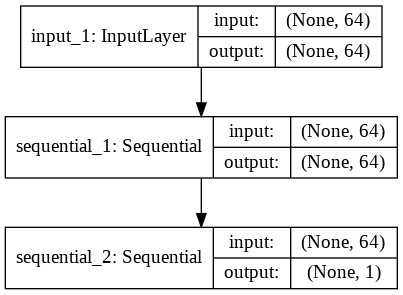 input_1: InputLayer
input: (None, 64)
output: (None, 64)
sequential_1: Sequential
input: (None, 64)
output: (None, 64)
sequential_2: Sequential
input: (None, 64)
output: (None, 1)